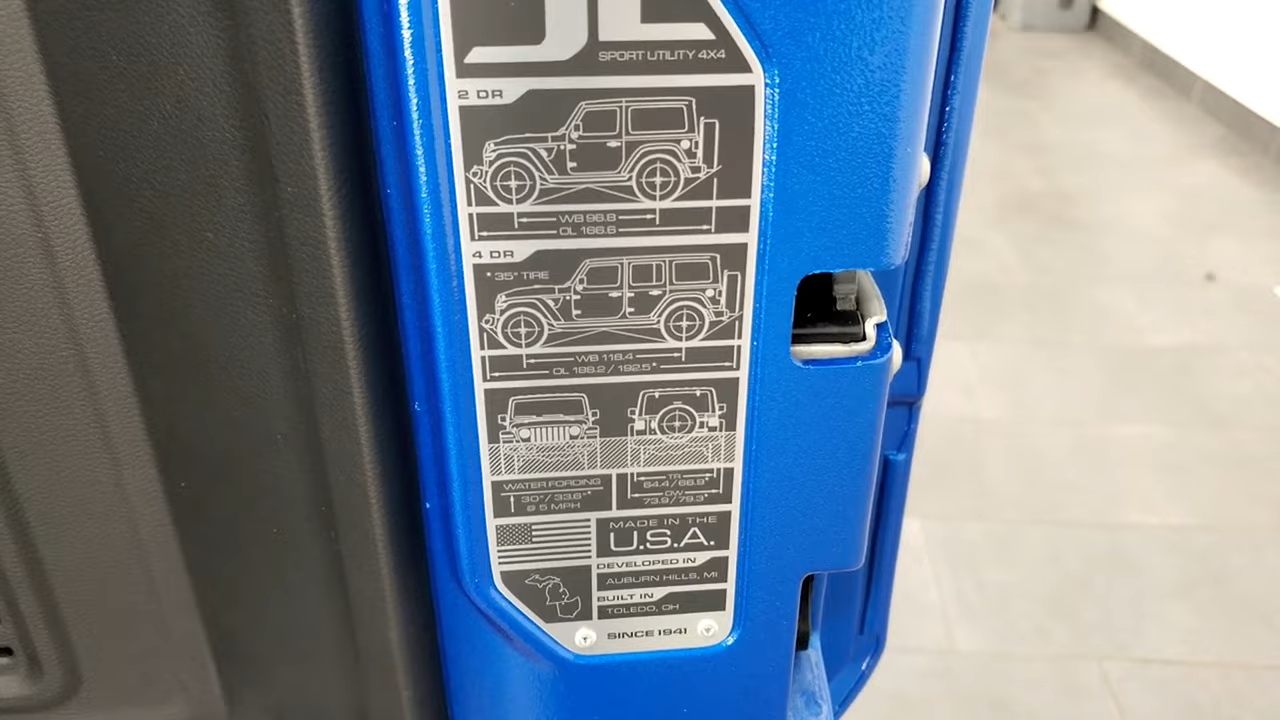 JL
SPORT UTILITY 4X4
2 DR
WB 96.8
OL 166.6
4 DR
* 35" TIRE
WB 118.4
OL 188.2 / 192.5*
WATER FORDING
30" / 33.6"*
@ 5 MPH
TR
64.4 / 66.9*
OW
73.9 / 79.3*
MADE IN THE
U.S.A.
DEVELOPED IN
AUBURN HILLS, MI
BUILT IN
TOLEDO, OH
SINCE 1941